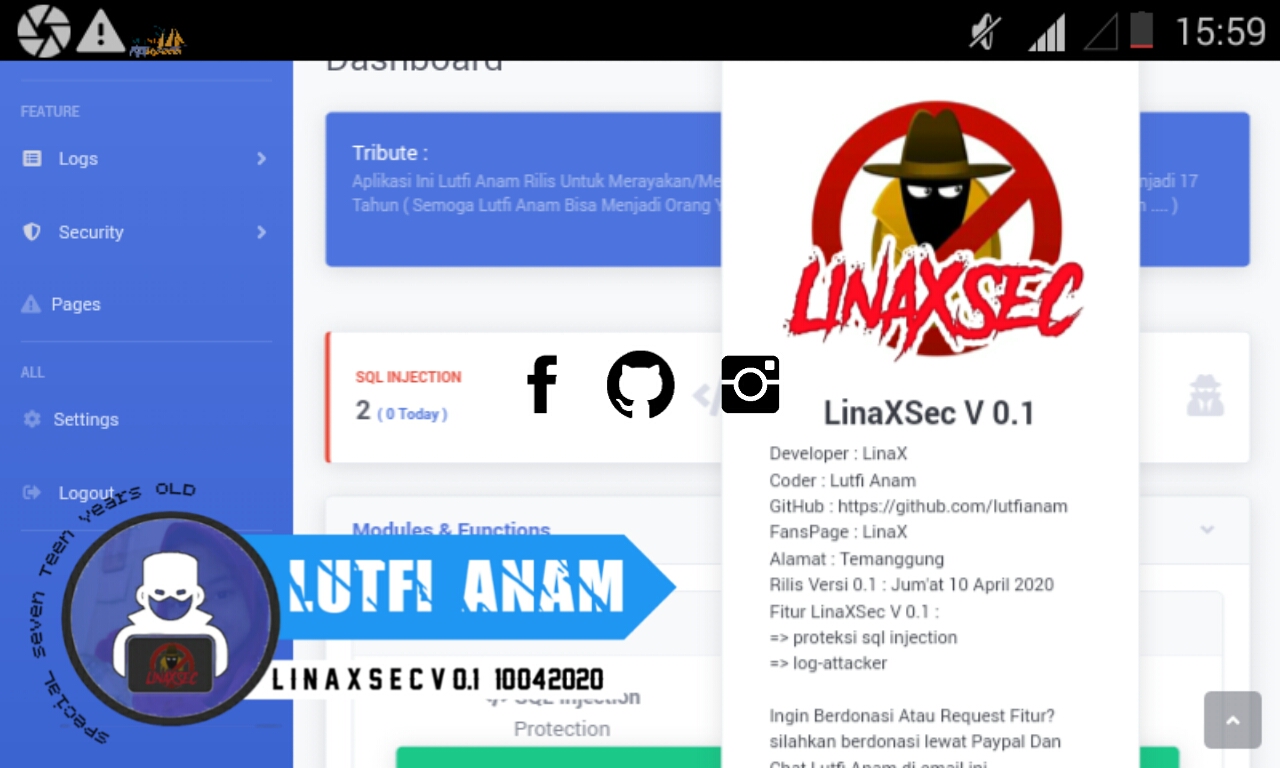 15:59
Dashboard
FEATURE
Logs
Security
Pages
ALL
Settings
Logout
Tribute :
Aplikasi Ini Lutfi Anam Rilis Untuk Merayakan/Me
njadi 17
Tahun ( Semoga Lutfi Anam Bisa Menjadi Orang Y
.... )
SQL INJECTION
2 ( 0 Today )
Modules & Functions
SQL Injection
Protection
LINAXSEC
LinaXSec V 0.1
Developer : LinaX
Coder : Lutfi Anam
GitHub : https://github.com/lutfianam
FansPage : LinaX
Alamat : Temanggung
Rilis Versi 0.1 : Jum'at 10 April 2020
Fitur LinaXSec V 0.1 :
=> proteksi sql injection
=> log-attacker
Ingin Berdonasi Atau Request Fitur?
silahkan berdonasi lewat Paypal Dan
Chat Lutfi Anam di email ini
special seven Teen years OLD
LINAXSEC
LUTFI ANAM
LINAXSEC V 0.1 10042020